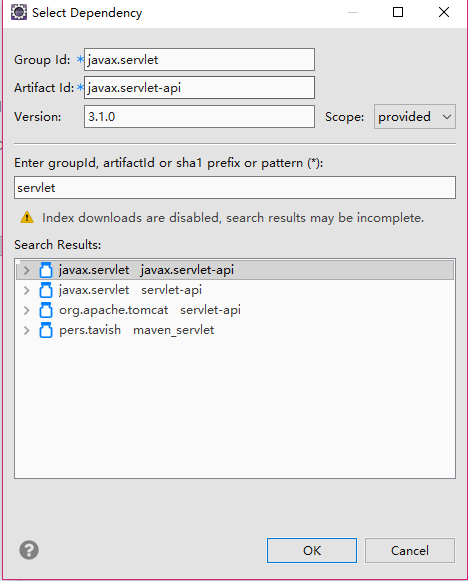 Select Dependency
Group Id: *javax.servlet
Artifact Id: *javax.servlet-api
Version: 3.1.0 Scope: provided
Enter groupId, artifactId or sha1 prefix or pattern (*):
servlet
Index downloads are disabled, search results may be incomplete.
Search Results:
javax.servlet javax.servlet-api
javax.servlet servlet-api
org.apache.tomcat servlet-api
pers.tavish maven_servlet
? OK Cancel